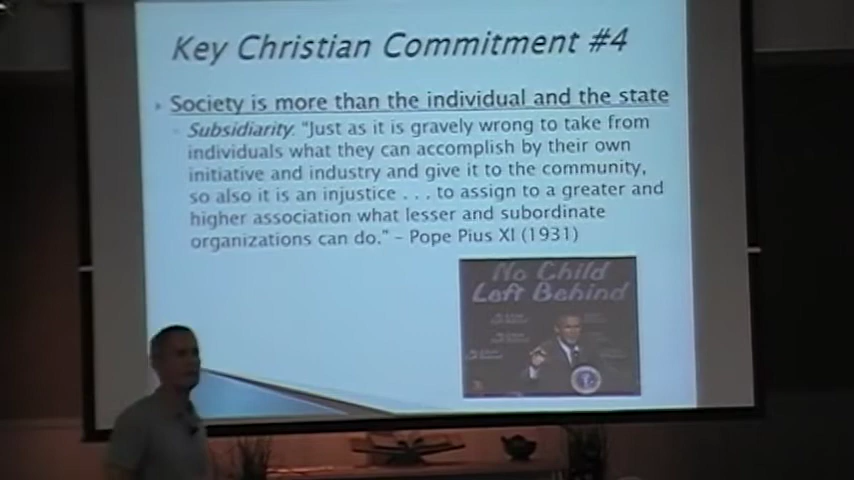 Key Christian Commitment #4
Society is more than the individual and the state
Subsidiarity. "Just as it is gravely wrong to take from
individuals what they can accomplish by their own
initiative and industry and give it to the community,
so also it is an injustice . . . to assign to a greater and
higher association what lesser and subordinate
organizations can do." – Pope Pius XI (1931)
No Child
Left Behind